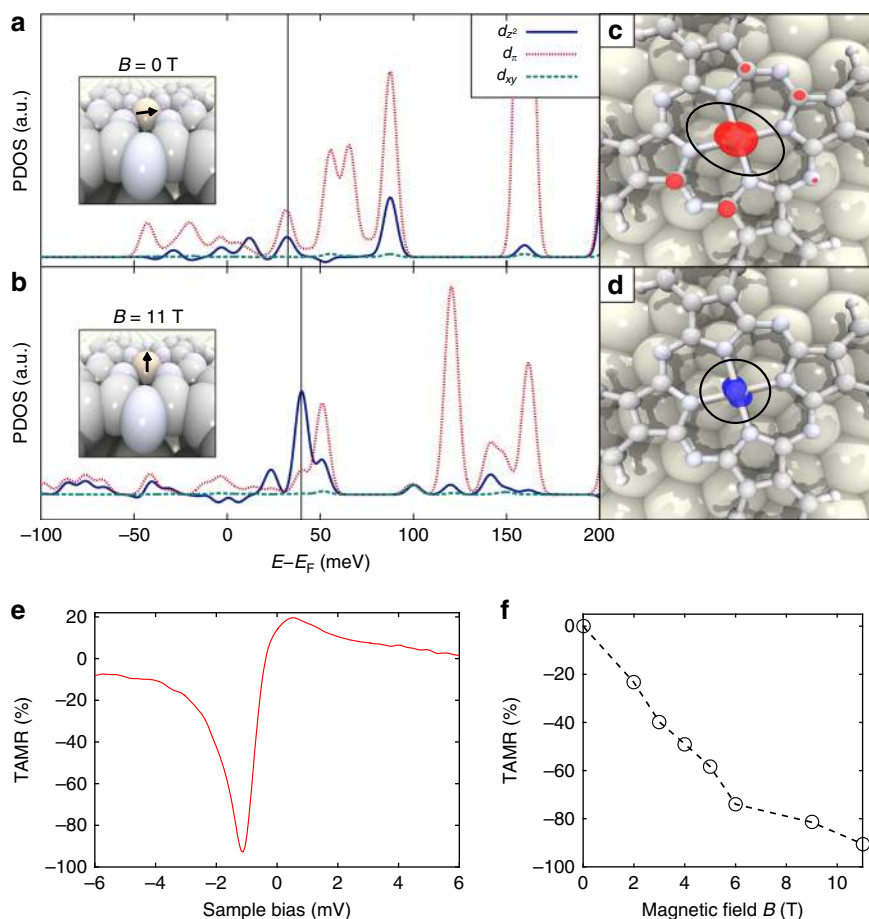 a
B = 0 T
PDOS (a.u.)
d_{z^2}
d_π
d_{xy}
c
b
B = 11 T
PDOS (a.u.)
d
−100 −50 0 50 100 150 200
E–E_F (meV)
e
20
0
−20
−40
−60
−80
−100
TAMR (%)
−6 −4 −2 0 2 4 6
Sample bias (mV)
f
0
−20
−40
−60
−80
−100
TAMR (%)
0 2 4 6 8 10
Magnetic field B (T)